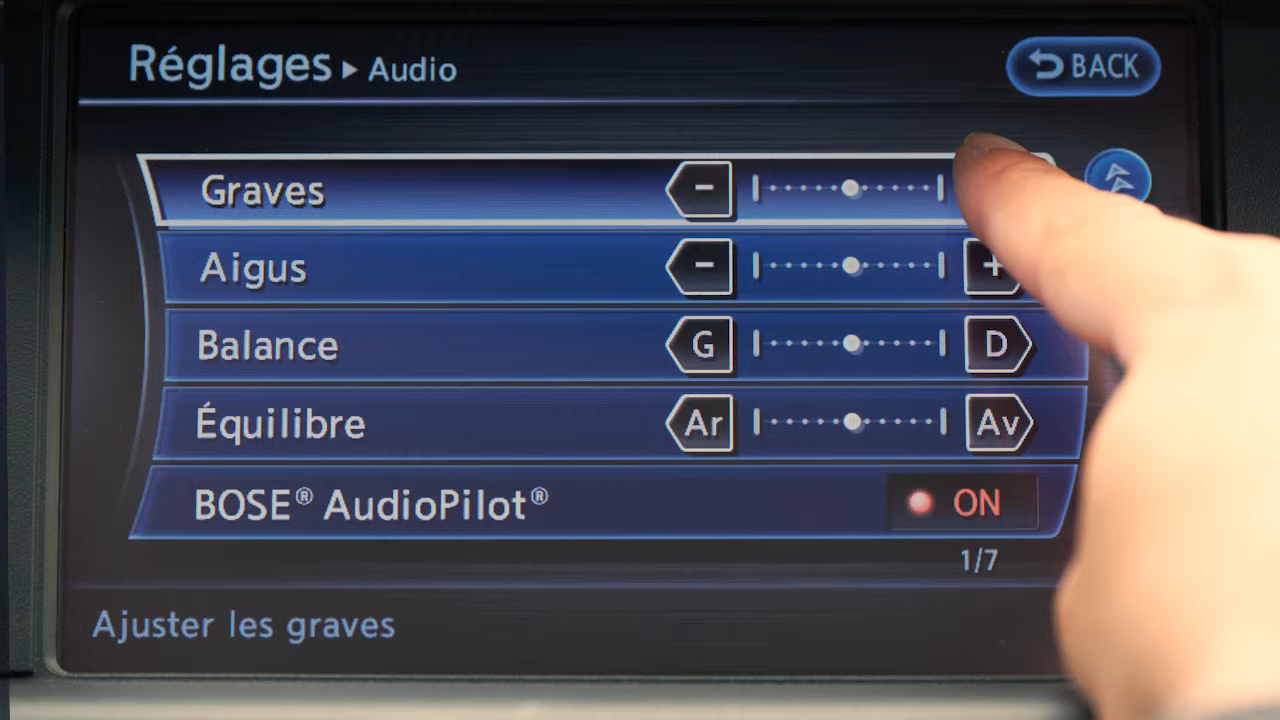 Réglages ▸ Audio
BACK
Graves -
Aigus - +
Balance G D
Équilibre Ar Av
BOSE® AudioPilot® ON
1/7
Ajuster les graves